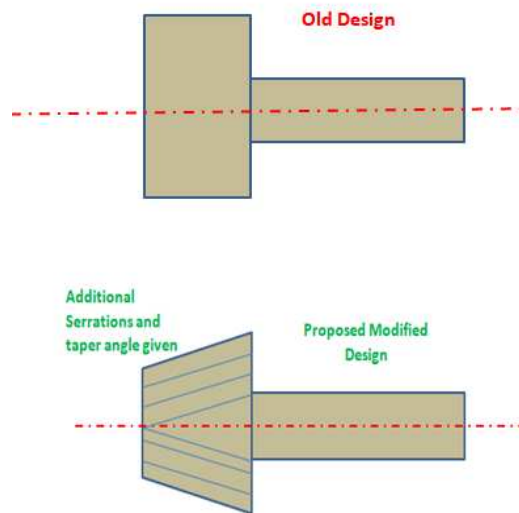 Old Design
Additional
Serrations and
taper angle given
Proposed Modified
Design